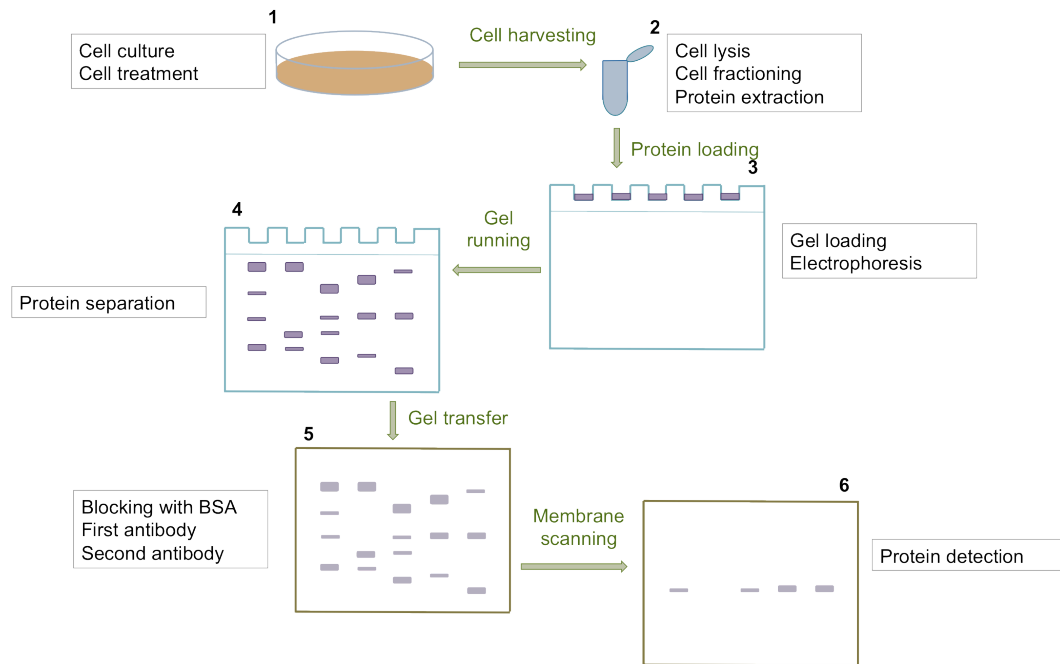 1
Cell culture
Cell treatment
Cell harvesting
2
Cell lysis
Cell fractioning
Protein extraction
Protein loading
3
Gel loading
Electrophoresis
Gel
running
4
Protein separation
Gel transfer
5
Blocking with BSA
First antibody
Second antibody
Membrane
scanning
6
Protein detection